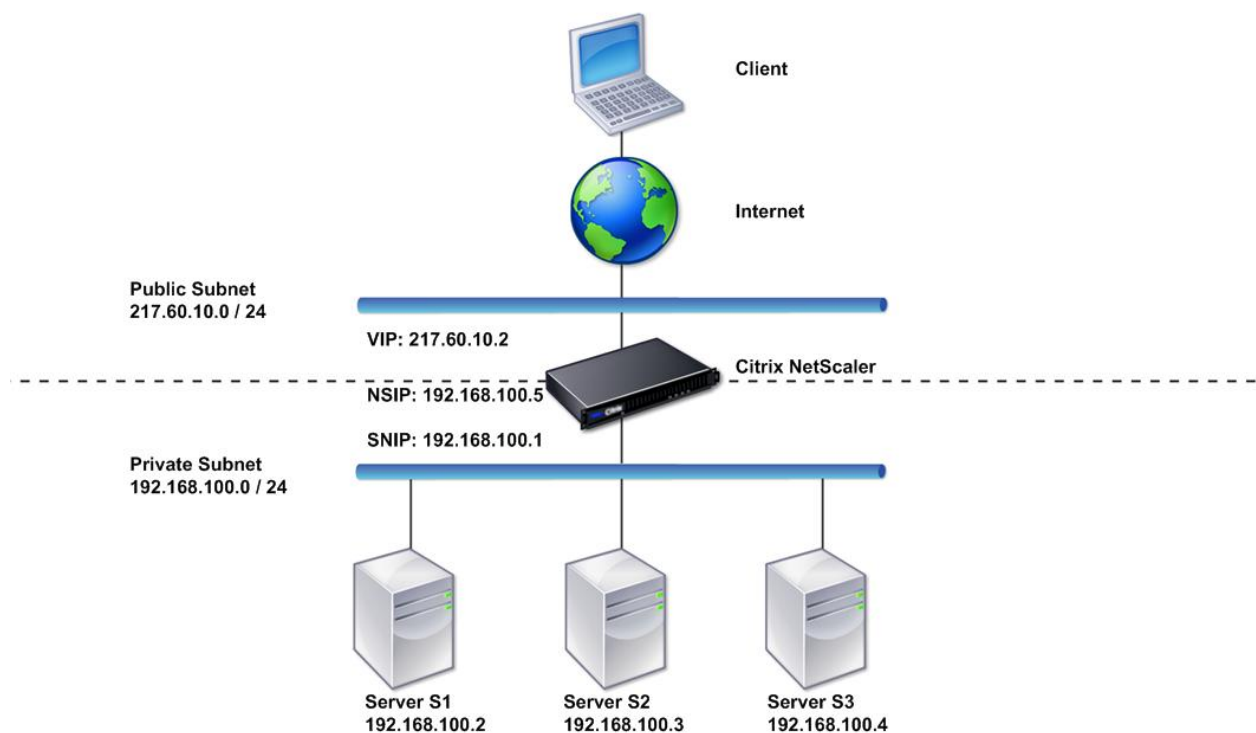 Client
Internet
Public Subnet
217.60.10.0 / 24
VIP: 217.60.10.2
Citrix NetScaler
NSIP: 192.168.100.5
SNIP: 192.168.100.1
Private Subnet
192.168.100.0 / 24
Server S1
192.168.100.2
Server S2
192.168.100.3
Server S3
192.168.100.4